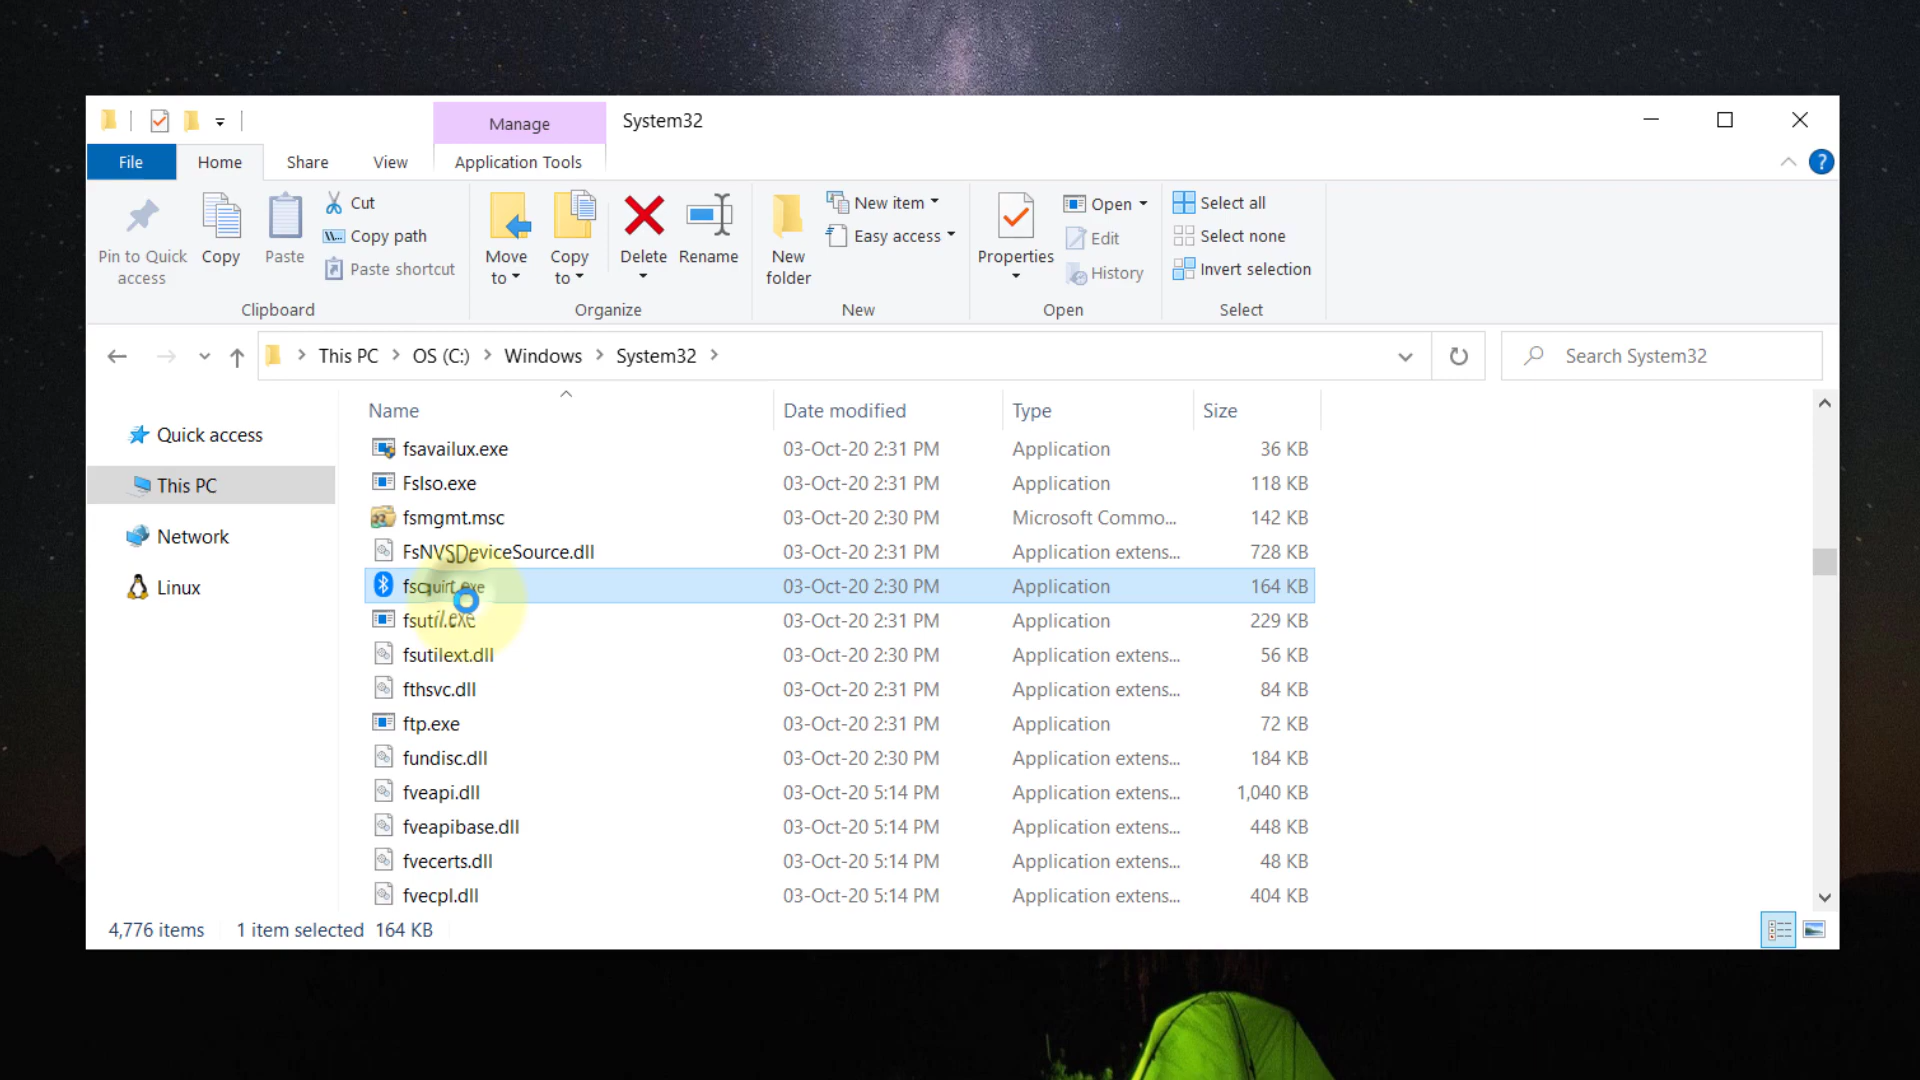 Manage
System32
File
Home
Share
View
Application Tools
Pin to Quick access
Copy
Paste
Cut
Copy path
Paste shortcut
Clipboard
Move to
Copy to
Delete
Rename
Organize
New folder
New item
Easy access
New
Properties
Open
Edit
History
Open
Select all
Select none
Invert selection
Select
This PC > OS (C:) > Windows > System32 >
Search System32
Quick access
This PC
Network
Linux
Name Date modified Type Size
fsavailux.exe 03-Oct-20 2:31 PM Application 36 KB
FsIso.exe 03-Oct-20 2:31 PM Application 118 KB
fsmgmt.msc 03-Oct-20 2:30 PM Microsoft Commo... 142 KB
FsNVSDeviceSource.dll 03-Oct-20 2:31 PM Application extens... 728 KB
fsquirt.exe 03-Oct-20 2:30 PM Application 164 KB
fsutil.exe 03-Oct-20 2:31 PM Application 229 KB
fsutilext.dll 03-Oct-20 2:30 PM Application extens... 56 KB
fthsvc.dll 03-Oct-20 2:31 PM Application extens... 84 KB
ftp.exe 03-Oct-20 2:31 PM Application 72 KB
fundisc.dll 03-Oct-20 2:30 PM Application extens... 184 KB
fveapi.dll 03-Oct-20 5:14 PM Application extens... 1,040 KB
fveapibase.dll 03-Oct-20 5:14 PM Application extens... 448 KB
fvecerts.dll 03-Oct-20 5:14 PM Application extens... 48 KB
fvecpl.dll 03-Oct-20 5:14 PM Application extens... 404 KB
4,776 items 1 item selected 164 KB